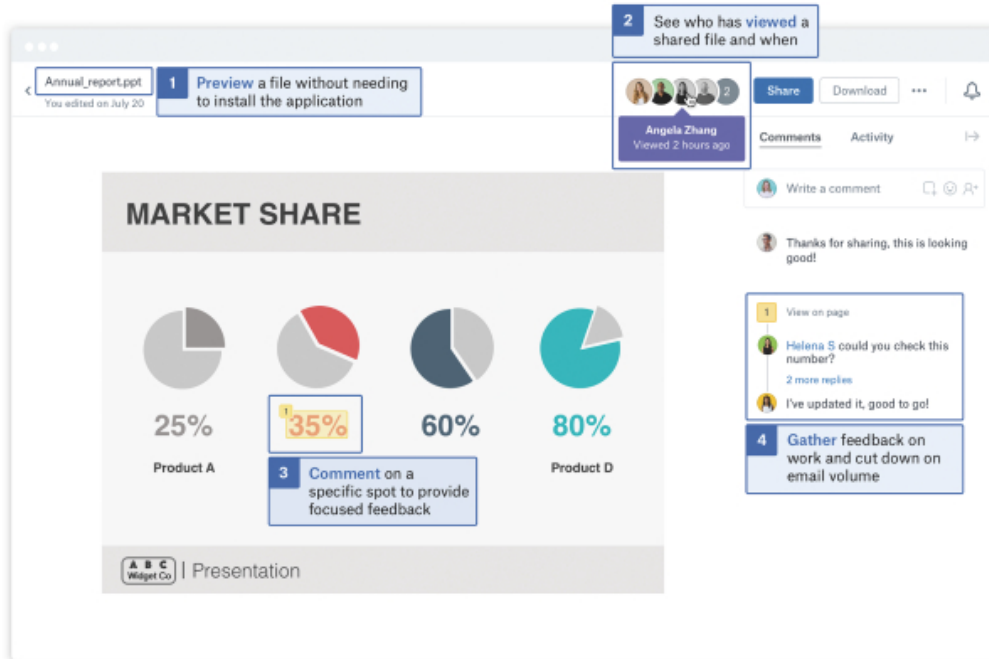 2 See who has viewed a
shared file and when
Annual_report.ppt
You edited on July 20
1 Preview a file without needing
to install the application
2
Share
Download
Angela Zhang
Viewed 2 hours ago
Comments
Activity
Write a comment
Thanks for sharing, this is looking
good!
MARKET SHARE
25%
1
35%
60%
80%
Product A
Product D
3 Comment on a
specific spot to provide
focused feedback
1 View on page
Helena S could you check this
number?
2 more replies
I've updated it, good to go!
4 Gather feedback on
work and cut down on
email volume
A B C
Widget Co
Presentation